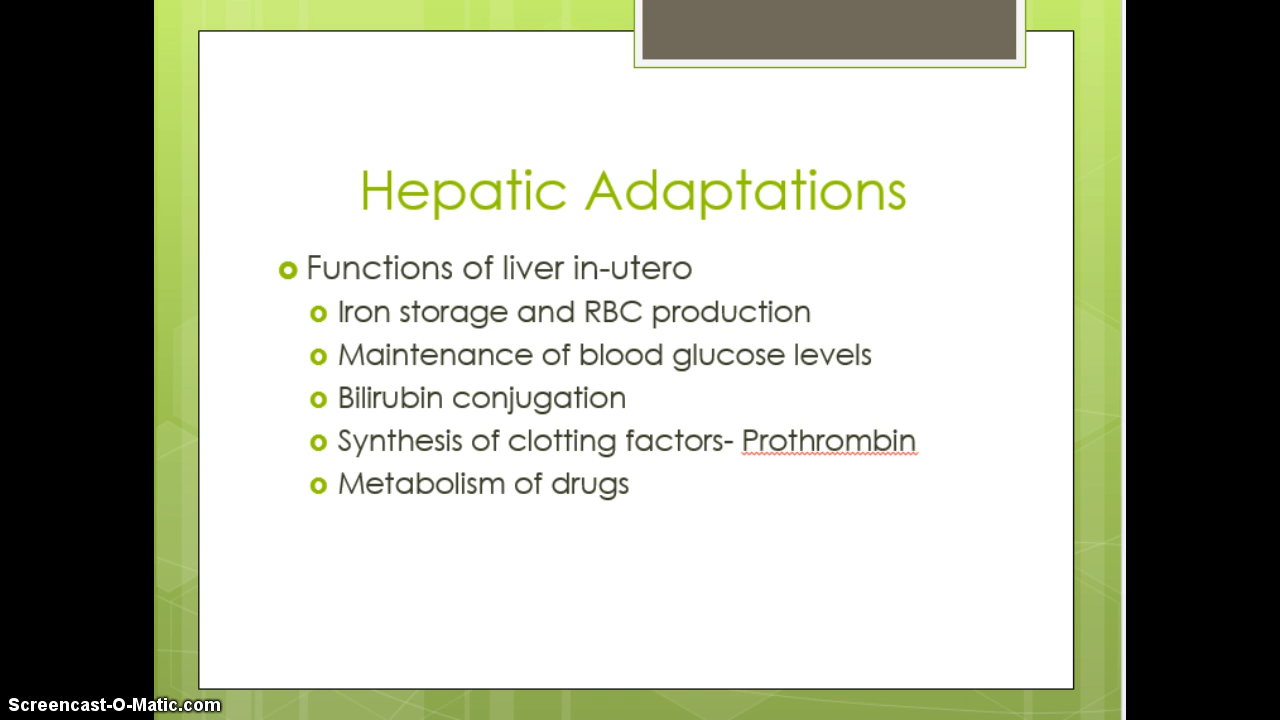 Hepatic Adaptations
Functions of liver in-utero
Iron storage and RBC production
Maintenance of blood glucose levels
Bilirubin conjugation
Synthesis of clotting factors- Prothrombin
Metabolism of drugs
Screencast-O-Matic.com